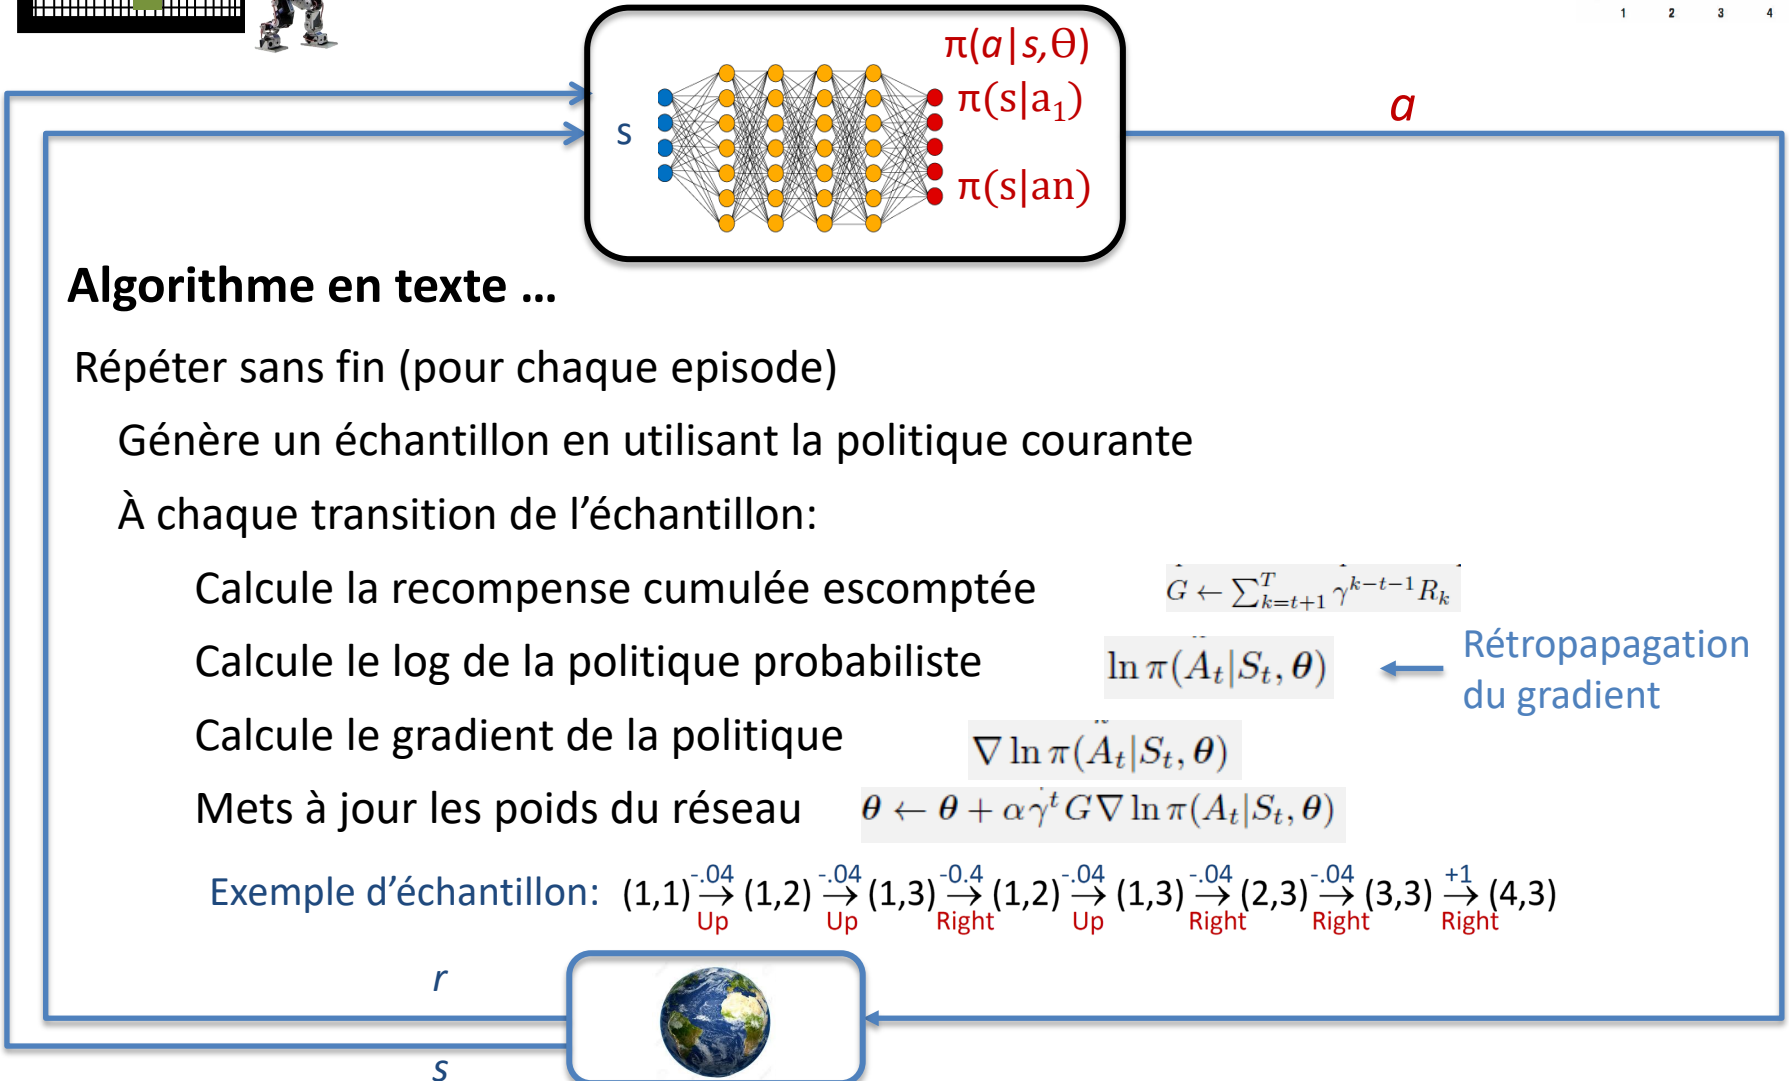 1 2 3 4
π(a|s,Θ)
π(s|a₁)
a
s
π(s|an)
Algorithme en texte …
Répéter sans fin (pour chaque episode)
Génère un échantillon en utilisant la politique courante
À chaque transition de l’échantillon:
Calcule la recompense cumulée escomptée G ← ∑_{k=t+1}^{T} γ^{k−t−1} R_k
Calcule le log de la politique probabiliste ln π(A_t|S_t, θ)
Rétropapagation
du gradient
Calcule le gradient de la politique ∇ ln π(A_t|S_t, θ)
Mets à jour les poids du réseau θ ← θ + α γ^t G ∇ ln π(A_t|S_t, θ)
-.04 -.04 -0.4 -.04 -.04 -.04 +1
Exemple d’échantillon: (1,1) → (1,2) → (1,3) → (1,2) → (1,3) → (2,3) → (3,3) → (4,3)
Up Up Right Up Right Right Right
r
s